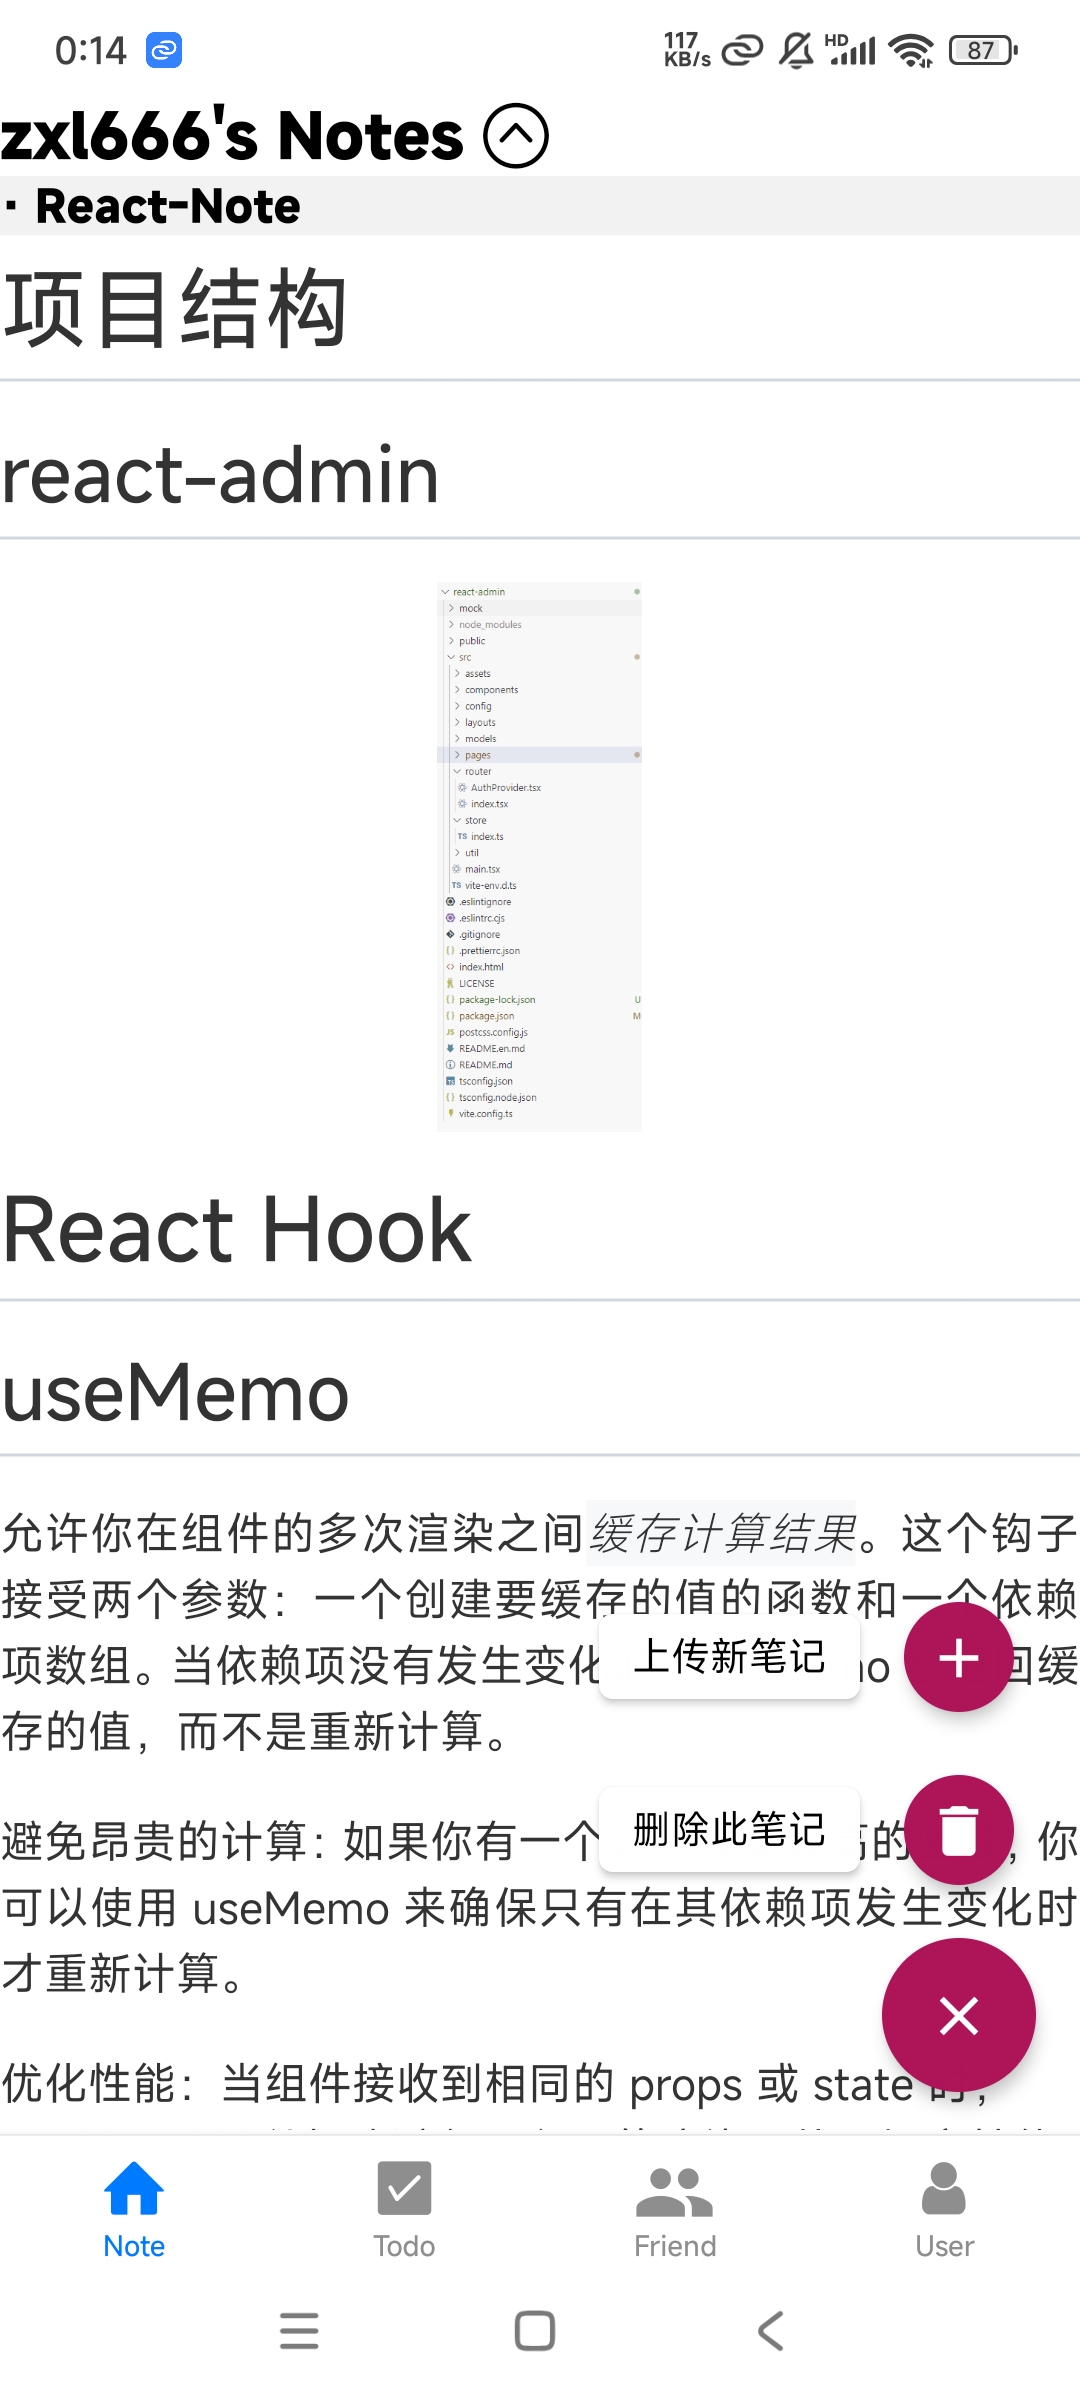 0:14
117
KB/s
HD
87
zxl666's Notes
· React-Note
项目结构
react-admin
react-admin
mock
node_modules
public
src
assets
components
config
layouts
models
pages
router
AuthProvider.tsx
index.tsx
store
TS index.ts
util
main.tsx
TS vite-env.d.ts
.eslintignore
.eslintrc.cjs
.gitignore
{} .prettierrc.json
<> index.html
LICENSE
{} package-lock.json U
{} package.json M
JS postcss.config.js
README.en.md
README.md
tsconfig.json
{} tsconfig.node.json
vite.config.ts
React Hook
useMemo
允许你在组件的多次渲染之间缓存计算结果。这个钩子
接受两个参数：一个创建要缓存的值的函数和一个依赖
项数组。当依赖项没有发生变化
回缓
上传新笔记
存的值，而不是重新计算。
避免昂贵的计算：如果你有一个
的
，你
删除此笔记
可以使用 useMemo 来确保只有在其依赖项发生变化时
才重新计算。
优化性能：当组件接收到相同的 props 或 state 时，
Note
Todo
Friend
User